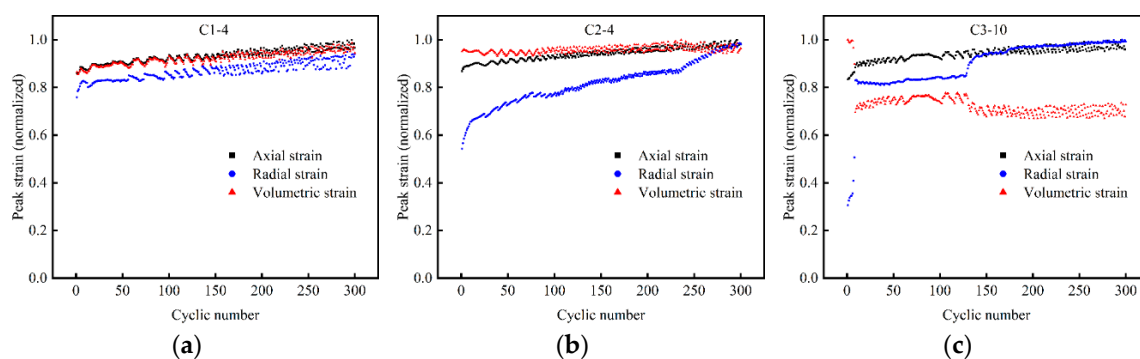 C1-4
Peak strain (normalized)
1.0
0.8
0.6
0.4
0.2
0.0
Axial strain
Radial strain
Volumetric strain
0 50 100 150 200 250 300
Cyclic number
(a)
C2-4
Peak strain (normalized)
1.0
0.8
0.6
0.4
0.2
0.0
Axial strain
Radial strain
Volumetric strain
0 50 100 150 200 250 300
Cyclic number
(b)
C3-10
Peak strain (normalized)
1.0
0.8
0.6
0.4
0.2
0.0
Axial strain
Radial strain
Volumetric strain
0 50 100 150 200 250 300
Cyclic number
(c)